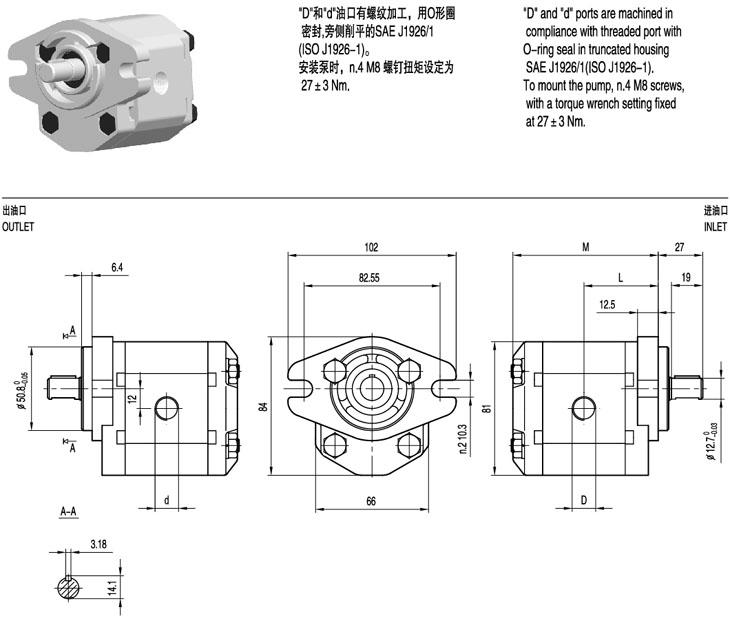 "D"和"d"油口有螺纹加工，用O形圈
密封,旁侧削平的SAE J1926/1
(ISO J1926-1)。
安装泵时，n.4 M8 螺钉扭矩设定为
27±3 Nm.
"D" and "d" ports are machined in
compliance with threaded port with
O-ring seal in truncated housing
SAE J1926/1(ISO J1926-1).
To mount the pump, n.4 M8 screws,
with a torque wrench setting fixed
at 27±3 Nm.
出油口
OUTLET
进油口
INLET
6.4
A
ø 50.8 0 -0.05
12
A
d
A-A
3.18
14.1
102
82.55
84
n.2 10.3
66
M
27
L
19
12.5
81
ø 12.7 0 -0.03
D